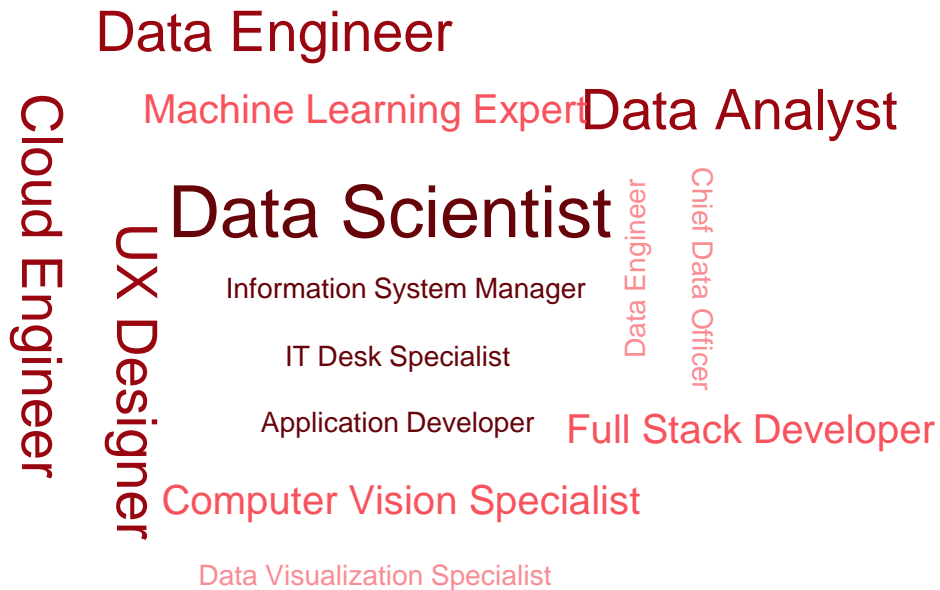 Data Engineer
Machine Learning Expert
Data Analyst
Cloud Engineer
UX Designer
Data Scientist
Data Engineer
Chief Data Officer
Information System Manager
IT Desk Specialist
Application Developer
Full Stack Developer
Computer Vision Specialist
Data Visualization Specialist